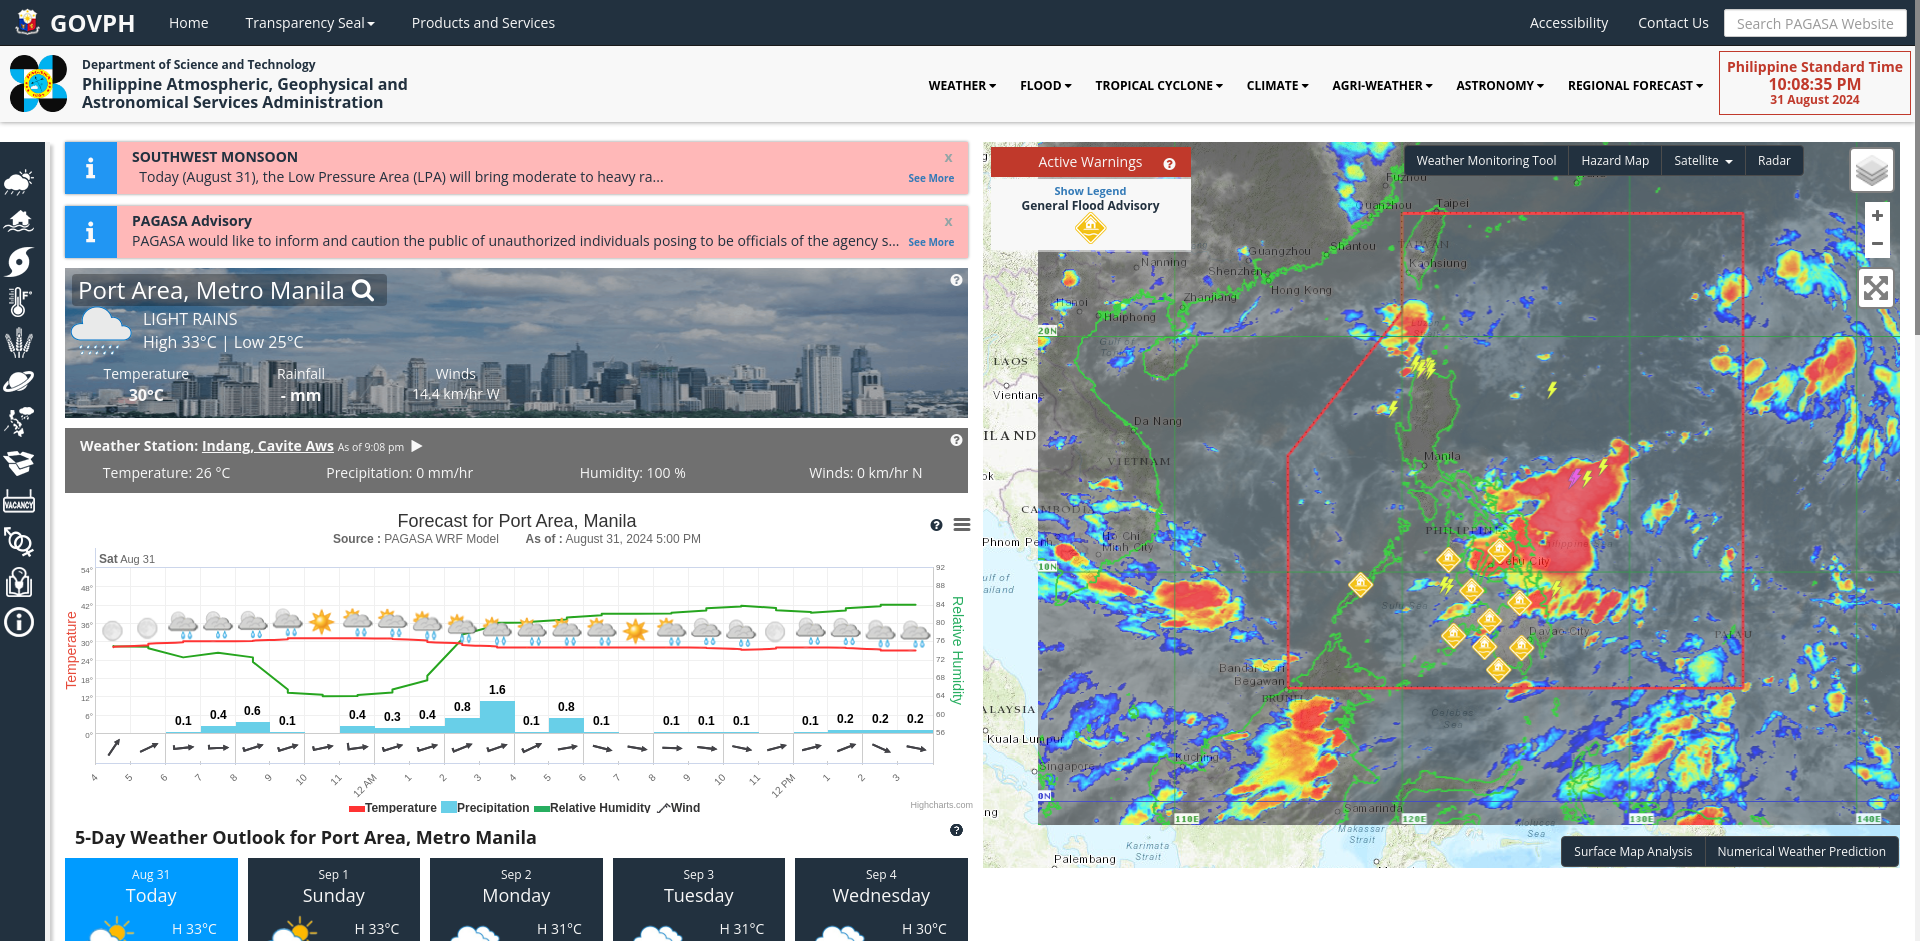 GOVPH
Home
Transparency Seal
Products and Services
Accessibility
Contact Us
Search PAGASA Website
Department of Science and Technology
Philippine Atmospheric, Geophysical and
Astronomical Services Administration
WEATHER
FLOOD
TROPICAL CYCLONE
CLIMATE
AGRI-WEATHER
ASTRONOMY
REGIONAL FORECAST
Philippine Standard Time
10:08:35 PM
31 August 2024
SOUTHWEST MONSOON
x
Today (August 31), the Low Pressure Area (LPA) will bring moderate to heavy ra...
See More
PAGASA Advisory
x
PAGASA would like to inform and caution the public of unauthorized individuals posing to be officials of the agency s...
See More
Port Area, Metro Manila
LIGHT RAINS
High 33°C | Low 25°C
Temperature Rainfall Winds
30°C - mm 14.4 km/hr W
Weather Station: Indang, Cavite Aws As of 9:08 pm
Temperature: 26 °C Precipitation: 0 mm/hr Humidity: 100 % Winds: 0 km/hr N
Forecast for Port Area, Manila
Source : PAGASA WRF Model As of : August 31, 2024 5:00 PM
Sat Aug 31
Temperature
54°
48°
42°
36°
30°
24°
18°
12°
6°
0°
92
88
84
80
76
72
68
64
60
56
Relative Humidity
0.1 0.4 0.6 0.1 0.4 0.3 0.4 0.8 1.6 0.1 0.8 0.1 0.1 0.1 0.1 0.1 0.2 0.2 0.2
4 5 6 7 8 9 10 11 12 AM 1 2 3 4 5 6 7 8 9 10 11 12 PM 1 2 3
Temperature Precipitation Relative Humidity Wind
Highcharts.com
5-Day Weather Outlook for Port Area, Metro Manila
Aug 31
Today
H 33°C
Sep 1
Sunday
H 33°C
Sep 2
Monday
H 31°C
Sep 3
Tuesday
H 31°C
Sep 4
Wednesday
H 30°C
VACANCY
Active Warnings
Show Legend
General Flood Advisory
Weather Monitoring Tool
Hazard Map
Satellite
Radar
+
−
Fuzhou
Quanzhou
Taipei
TAIWAN
Kaohsiung
Shantou
Guangzhou
Shenzhen
Nanning
Hong Kong
Zhanjiang
Hanoi
Haiphong
20N
LAOS
Vientian
Da Nang
ILAND
VIETNAM
Manila
ok
CAMBODIA
Phnom Penh
Ho Chi
Minh City
PHILIPPINES
Cebu City
10N
ulf of
ailand
Sulu Sea
Davao City
PALAU
Bandar Seri
Begawan
BRUNEI
ALAYSIA
Celebes
Sea
Kuala Lumpur
Kuching
Singapore
0N
Samarinda
110E
120E
130E
140E
ng
Makassar
Strait
Molucca
Sea
Karimata
Strait
Palembang
Surface Map Analysis
Numerical Weather Prediction